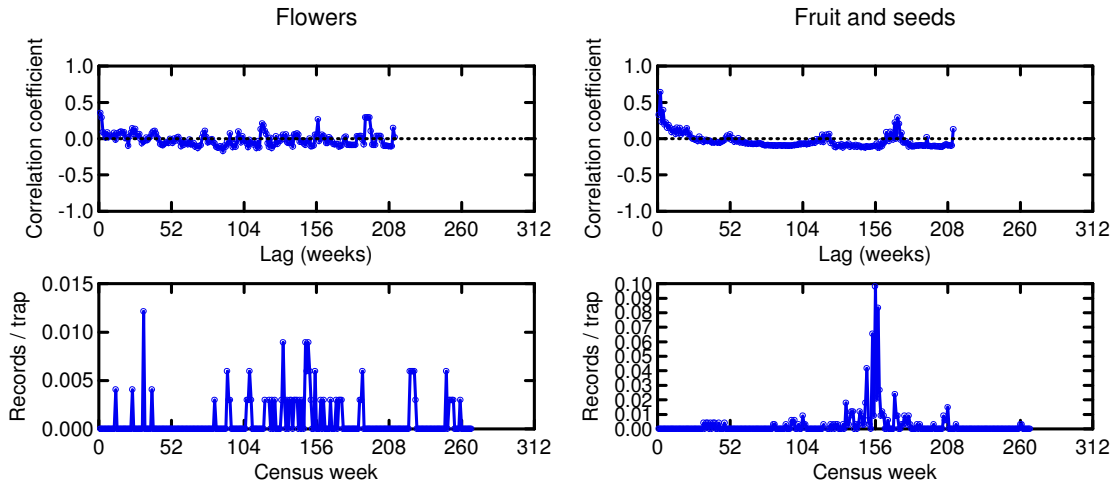 Flowers
Fruit and seeds
Correlation coefficient
1.0
0.5
0.0
-0.5
-1.0
0 52 104 156 208 260 312
Lag (weeks)
Correlation coefficient
1.0
0.5
0.0
-0.5
-1.0
0 52 104 156 208 260 312
Lag (weeks)
Records / trap
0.015
0.010
0.005
0.000
0 52 104 156 208 260 312
Census week
Records / trap
0.10
0.09
0.08
0.07
0.06
0.05
0.04
0.03
0.02
0.01
0.00
0 52 104 156 208 260 312
Census week